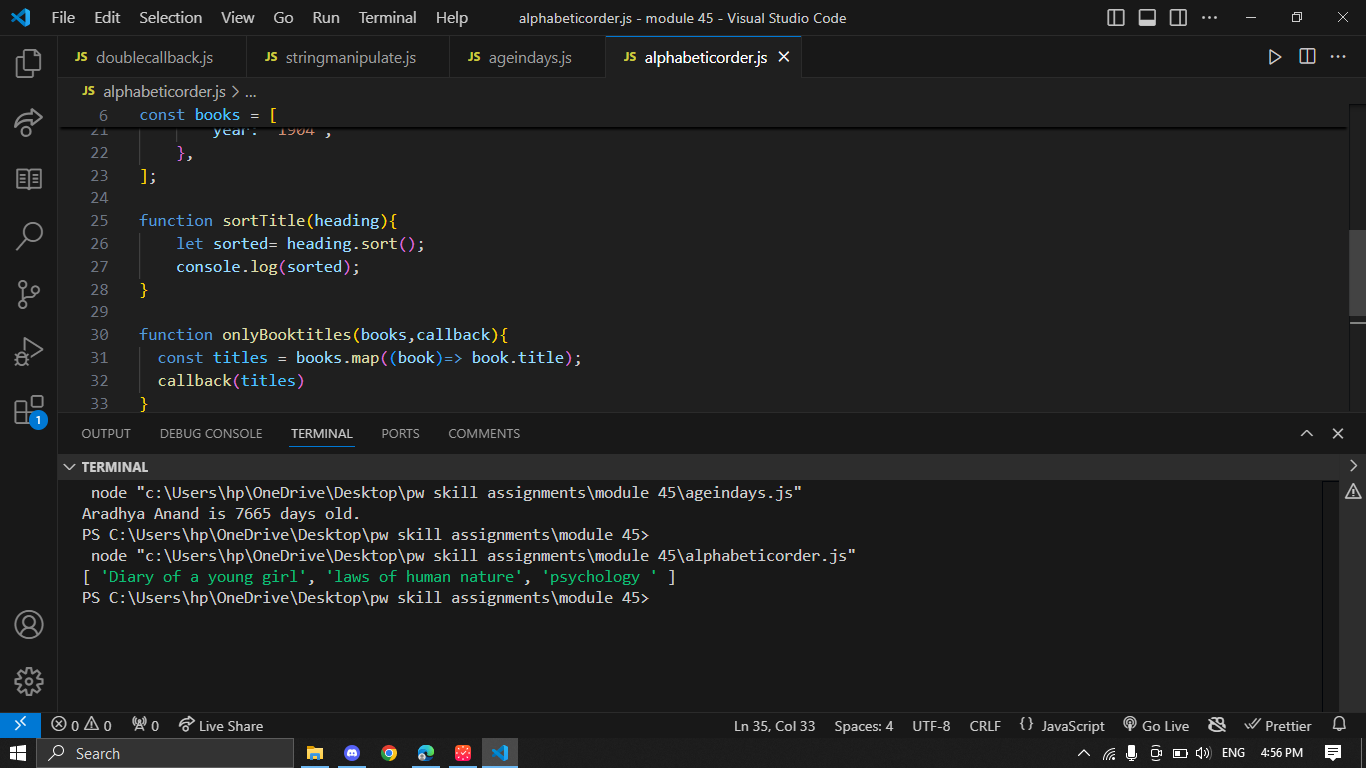 File Edit Selection View Go Run Terminal Help alphabeticorder.js - module 45 - Visual Studio Code
JS doublecallback.js JS stringmanipulate.js JS ageindays.js JS alphabeticorder.js
JS alphabeticorder.js > ...
6 const books = [
21 year: "1904",
22 },
23 ];
24
25 function sortTitle(heading){
26 let sorted= heading.sort();
27 console.log(sorted);
28 }
29
30 function onlyBooktitles(books,callback){
31 const titles = books.map((book)=> book.title);
32 callback(titles)
33 }
1
OUTPUT DEBUG CONSOLE TERMINAL PORTS COMMENTS
TERMINAL
node "c:\Users\hp\OneDrive\Desktop\pw skill assignments\module 45\ageindays.js"
Aradhya Anand is 7665 days old.
PS C:\Users\hp\OneDrive\Desktop\pw skill assignments\module 45>
node "c:\Users\hp\OneDrive\Desktop\pw skill assignments\module 45\alphabeticorder.js"
[ 'Diary of a young girl', 'laws of human nature', 'psychology ' ]
PS C:\Users\hp\OneDrive\Desktop\pw skill assignments\module 45>
0 0 0 Live Share Ln 35, Col 33 Spaces: 4 UTF-8 CRLF {} JavaScript Go Live Prettier
Search ENG 4:56 PM